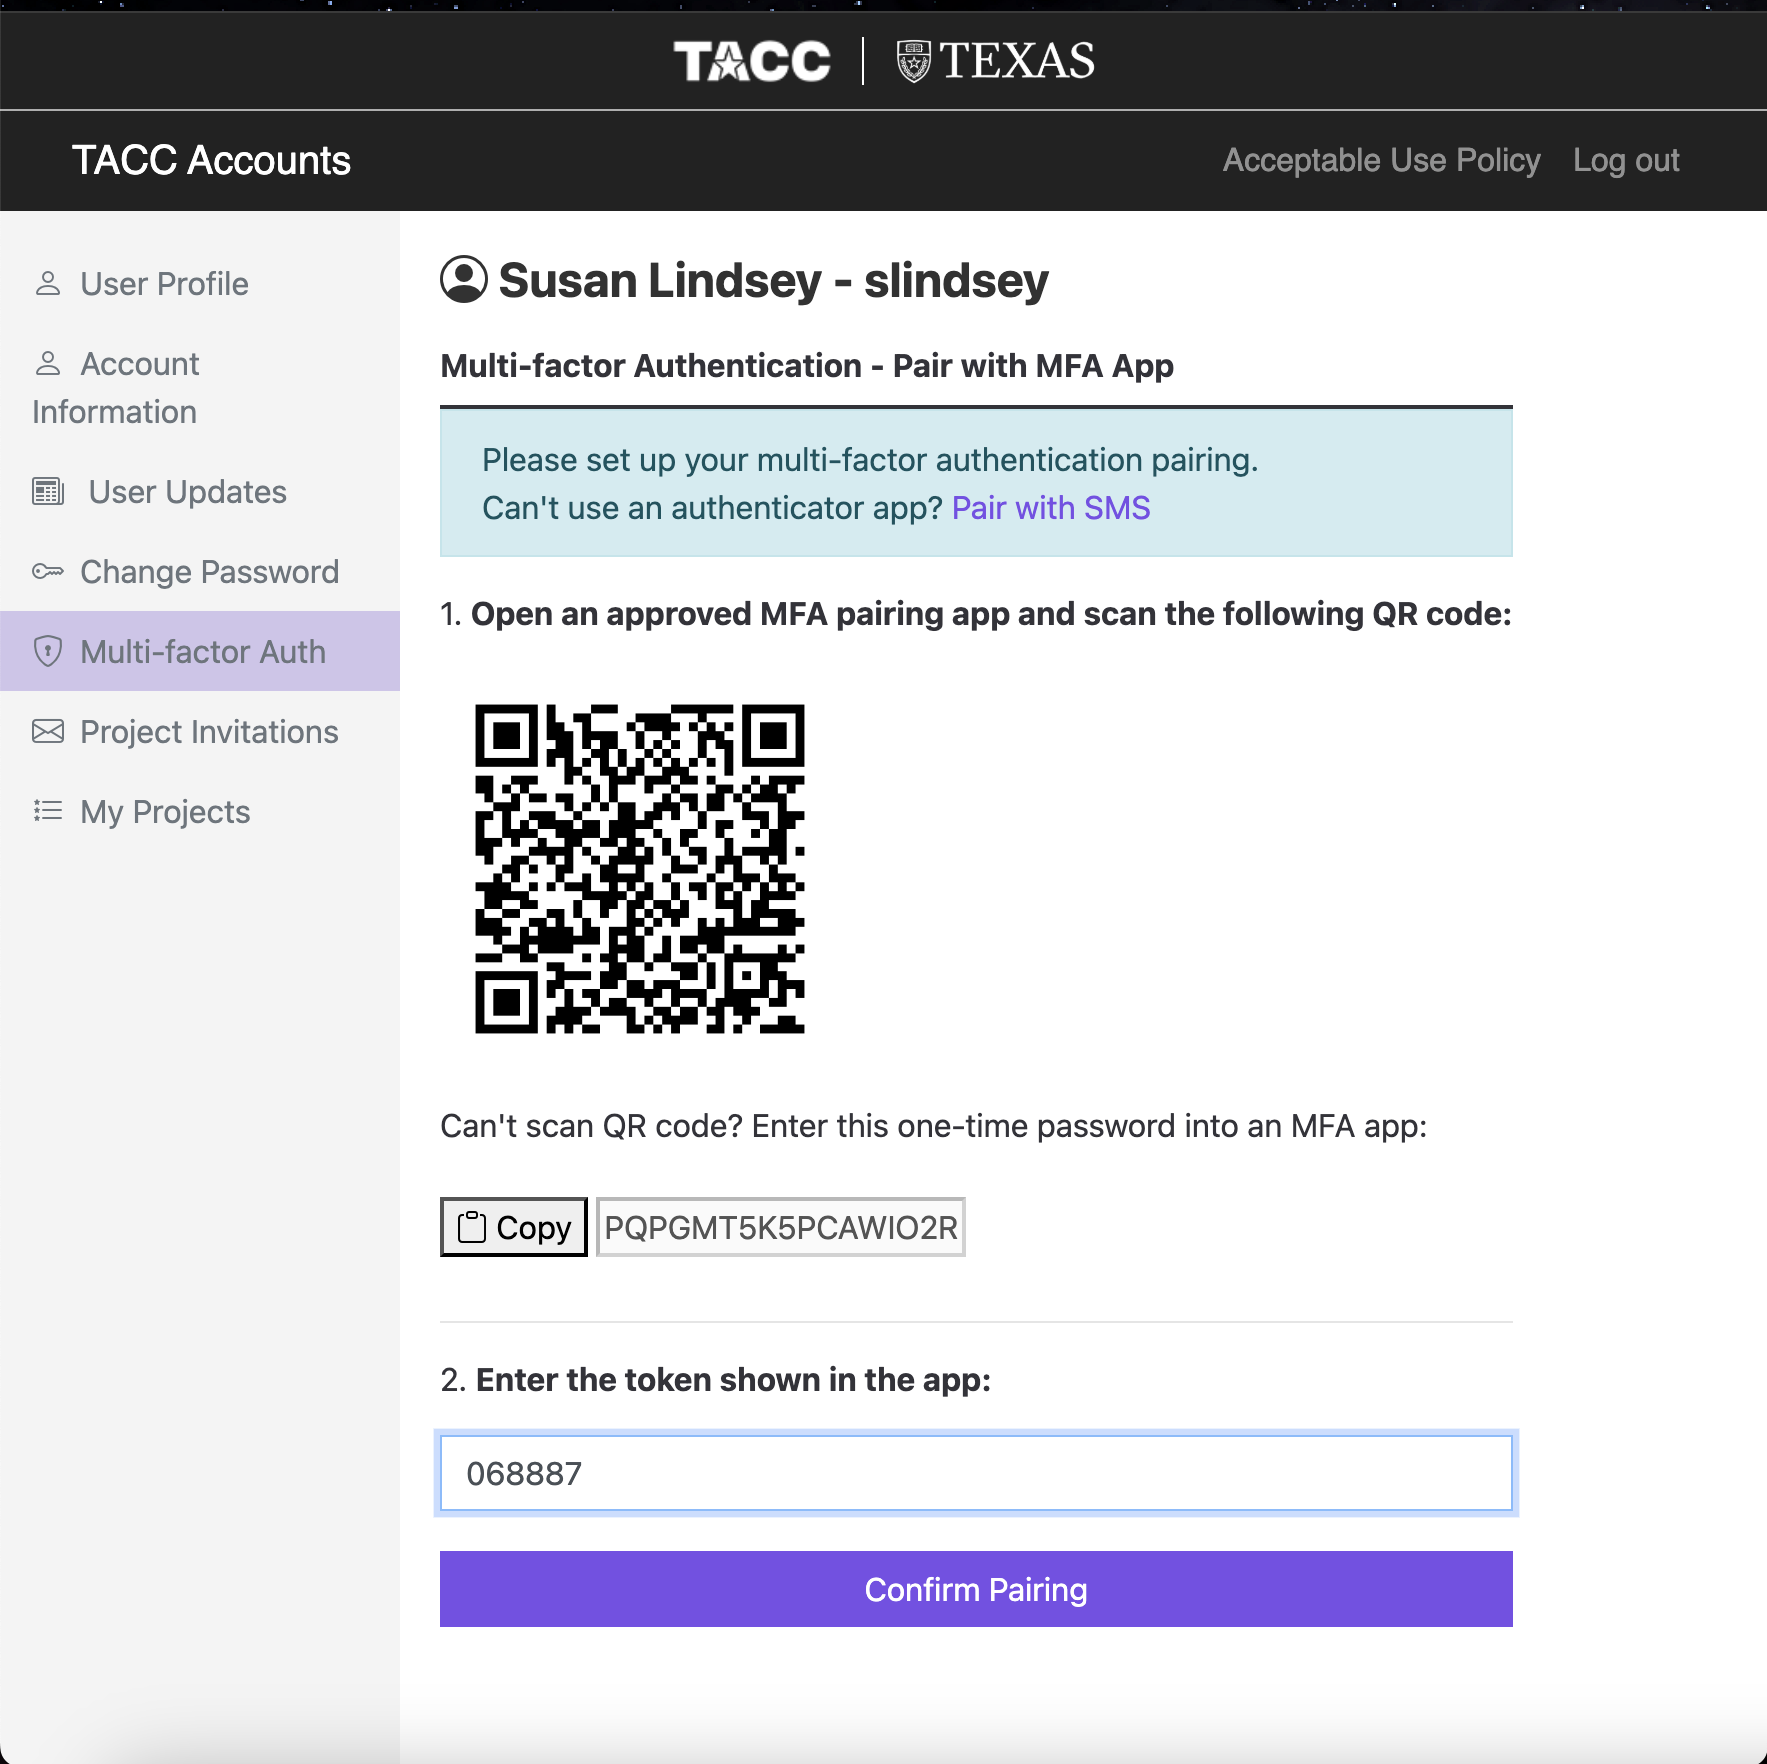 TACC | TEXAS
TACC Accounts
Acceptable Use Policy
Log out
User Profile
Account
Information
User Updates
Change Password
Multi-factor Auth
Project Invitations
My Projects
Susan Lindsey - slindsey
Multi-factor Authentication - Pair with MFA App
Please set up your multi-factor authentication pairing.
Can't use an authenticator app? Pair with SMS
1. Open an approved MFA pairing app and scan the following QR code:
Can't scan QR code? Enter this one-time password into an MFA app:
Copy PQPGMT5K5PCAWIO2R
2. Enter the token shown in the app:
068887
Confirm Pairing